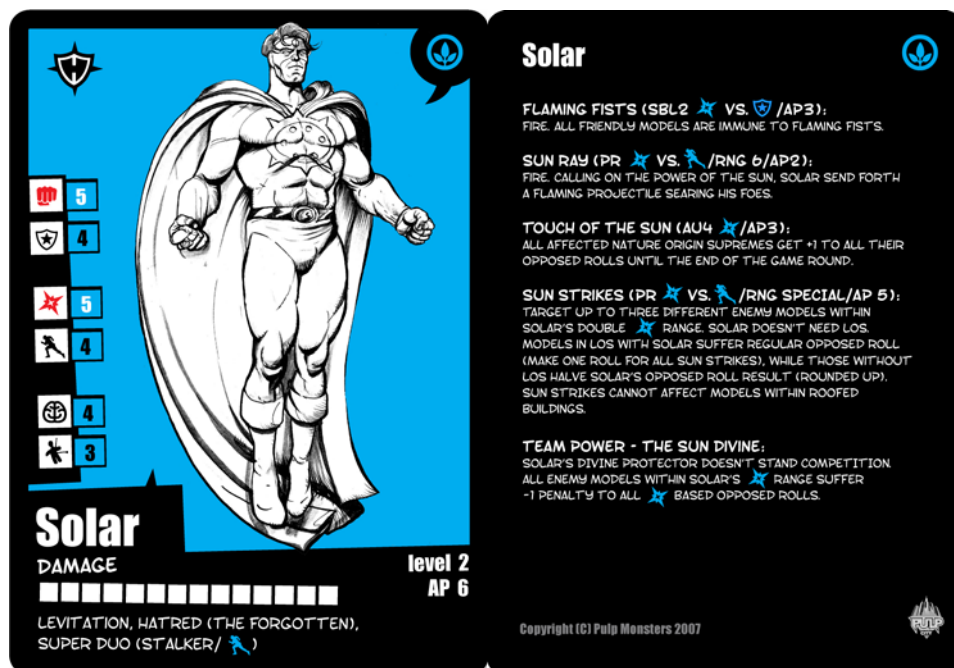 5
4
5
4
4
3
Solar
DAMAGE
level 2
AP 6
LEVITATION, HATRED (THE FORGOTTEN),
SUPER DUO (STALKER/ )
Solar
FLAMING FISTS (SBL2 VS. /AP3):
FIRE. ALL FRIENDLY MODELS ARE IMMUNE TO FLAMING FISTS.
SUN RAY (PR VS. /RNG 6/AP2):
FIRE. CALLING ON THE POWER OF THE SUN, SOLAR SEND FORTH
A FLAMING PROJECTILE SEARING HIS FOES.
TOUCH OF THE SUN (AU4 /AP3):
ALL AFFECTED NATURE ORIGIN SUPREMES GET +1 TO ALL THEIR
OPPOSED ROLLS UNTIL THE END OF THE GAME ROUND.
SUN STRIKES (PR VS. /RNG SPECIAL/AP 5):
TARGET UP TO THREE DIFFERENT ENEMY MODELS WITHIN
SOLAR'S DOUBLE RANGE. SOLAR DOESN'T NEED LOS.
MODELS IN LOS WITH SOLAR SUFFER REGULAR OPPOSED ROLL
(MAKE ONE ROLL FOR ALL SUN STRIKES), WHILE THOSE WITHOUT
LOS HALVE SOLAR'S OPPOSED ROLL RESULT (ROUNDED UP).
SUN STRIKES CANNOT AFFECT MODELS WITHIN ROOFED
BUILDINGS.
TEAM POWER - THE SUN DIVINE:
SOLAR'S DIVINE PROTECTOR DOESN'T STAND COMPETITION.
ALL ENEMY MODELS WITHIN SOLAR'S RANGE SUFFER
-1 PENALTY TO ALL BASED OPPOSED ROLLS.
Copyright (C) Pulp Monsters 2007
PULP